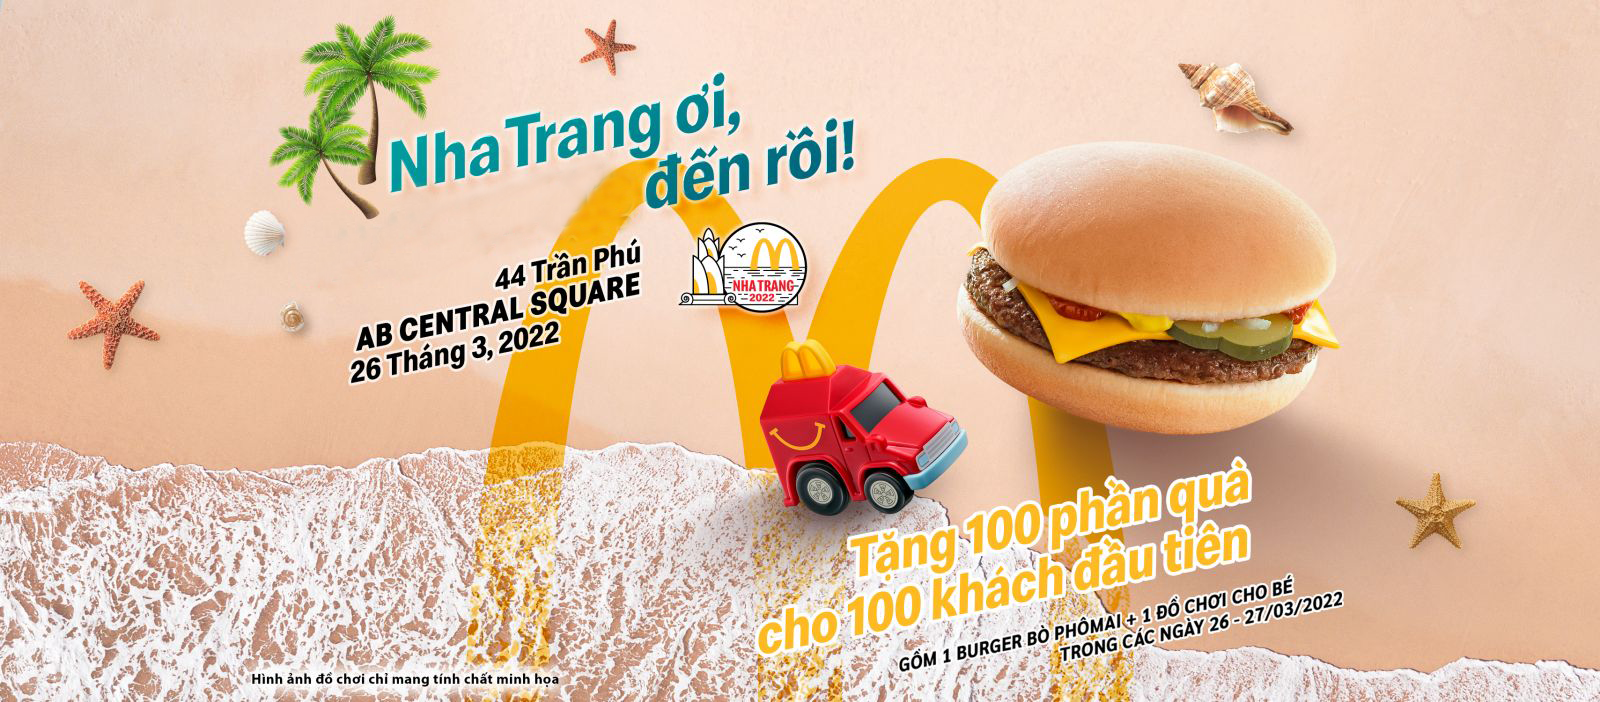 Nha Trang ơi,
đến rồi!
44 Trần Phú
AB CENTRAL SQUARE
26 Tháng 3, 2022
NHA TRANG
2022
Tặng 100 phần quà
cho 100 khách đầu tiên
GỒM 1 BURGER BÒ PHÔMAI + 1 ĐỒ CHƠI CHO BÉ
TRONG CÁC NGÀY 26 - 27/03/2022
Hình ảnh đồ chơi chỉ mang tính chất minh họa